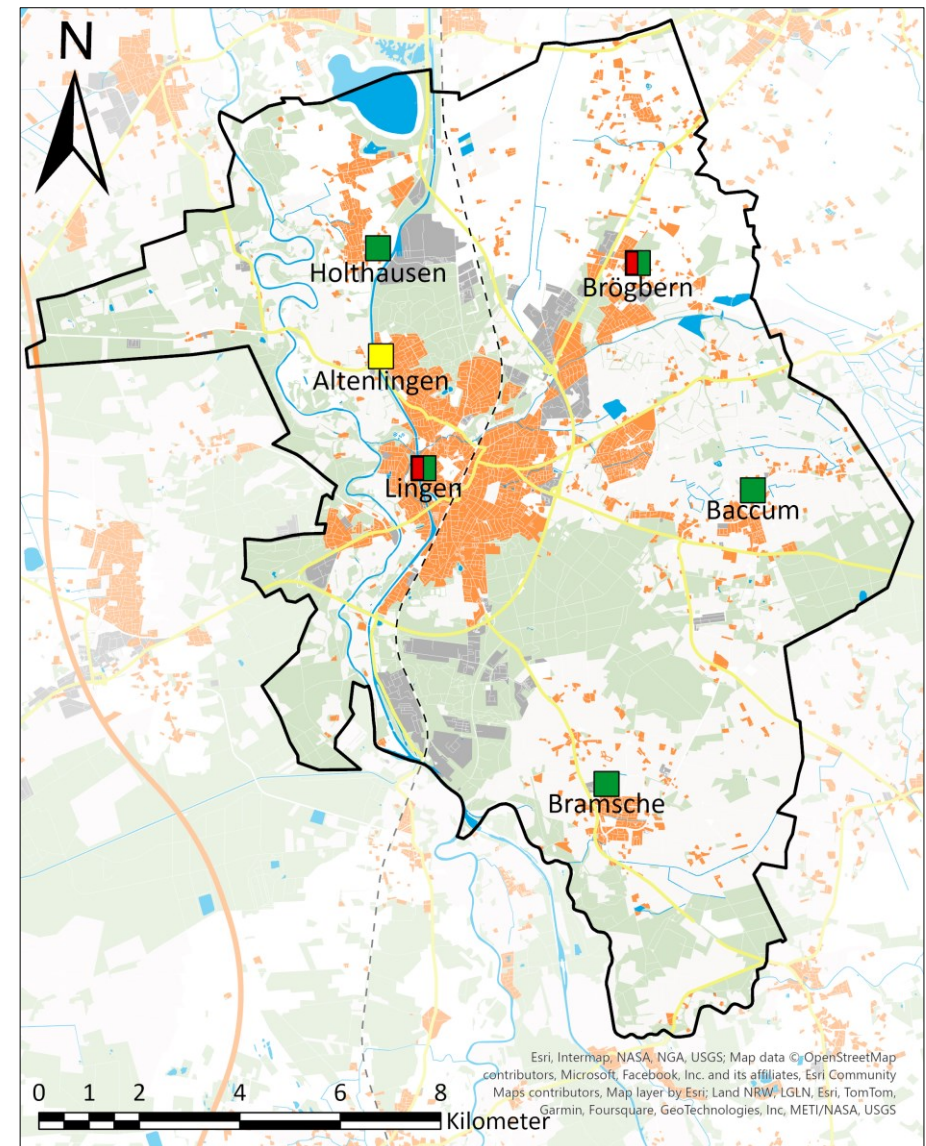 N
Holthausen
Brögbern
Altenlingen
Lingen
Baccum
Bramsche
Esri, Intermap, NASA, NGA, USGS; Map data © OpenStreetMap
contributors, Microsoft, Facebook, Inc. and its affiliates, Esri Community
Maps contributors, Map layer by Esri; Land NRW, LGLN, Esri, TomTom,
Garmin, Foursquare, GeoTechnologies, Inc, METI/NASA, USGS
0 1 2 4 6 8
Kilometer